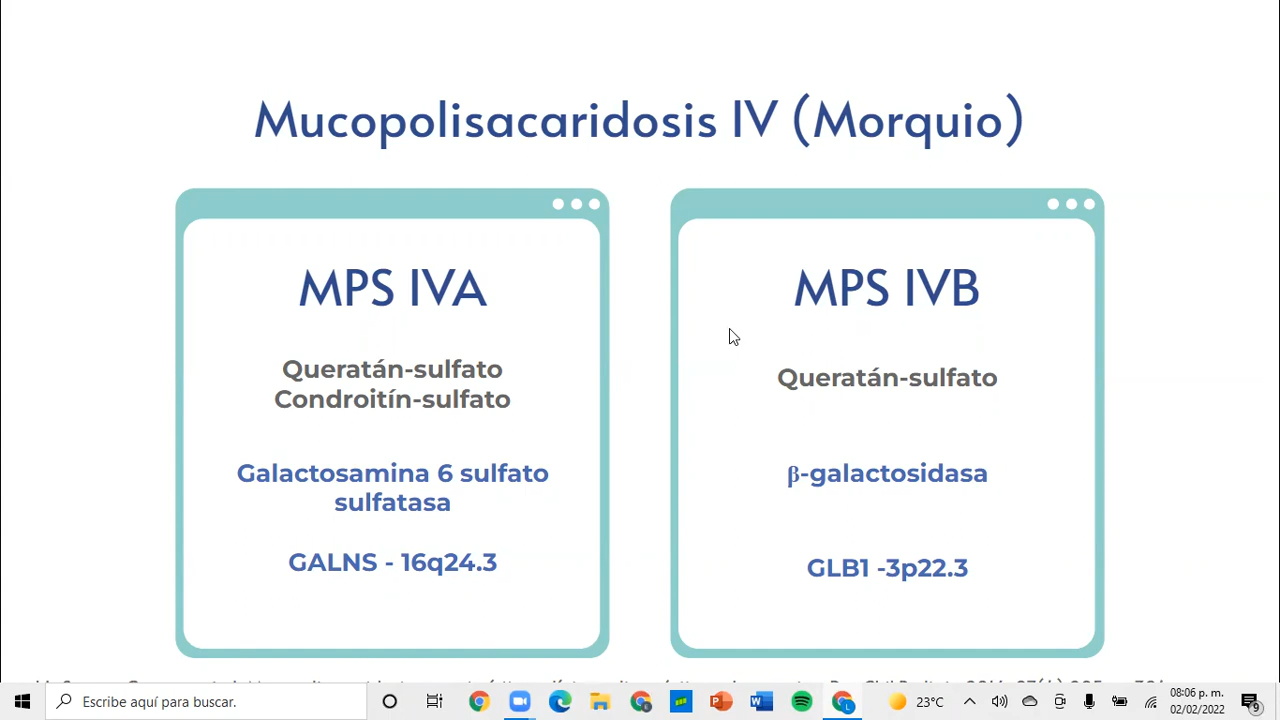 Mucopolisacaridosis IV (Morquio)
MPS IVA
Queratán-sulfato
Condroitín-sulfato
Galactosamina 6 sulfato
sulfatasa
GALNS - 16q24.3
MPS IVB
Queratán-sulfato
β-galactosidasa
GLB1 -3p22.3
Escribe aquí para buscar.
23°C
08:06 p. m.
02/02/2022
9